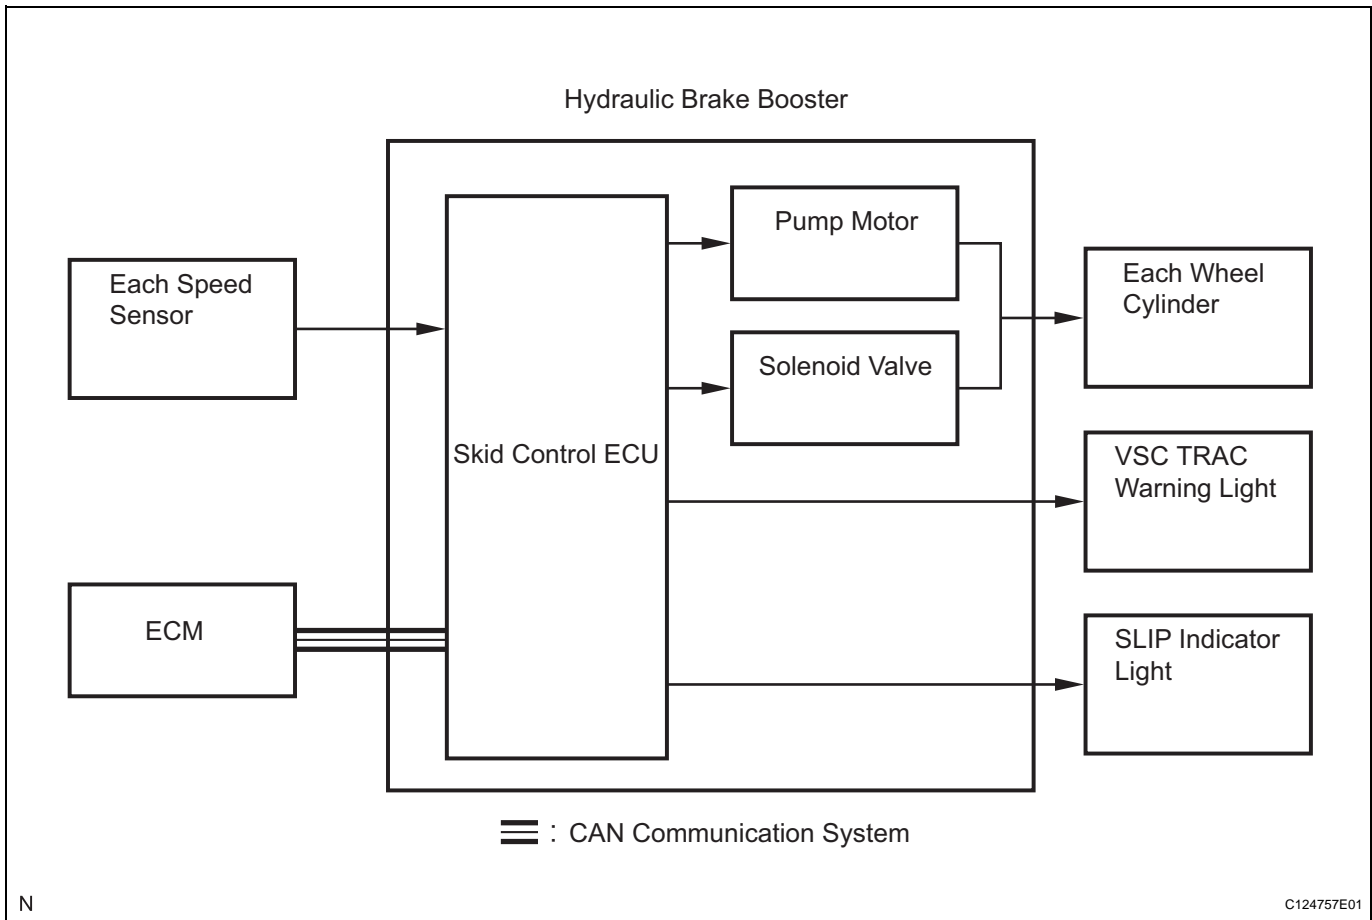 Hydraulic Brake Booster
Each Speed
Sensor
ECM
Skid Control ECU
Pump Motor
Solenoid Valve
Each Wheel
Cylinder
VSC TRAC
Warning Light
SLIP Indicator
Light
: CAN Communication System
N
C124757E01